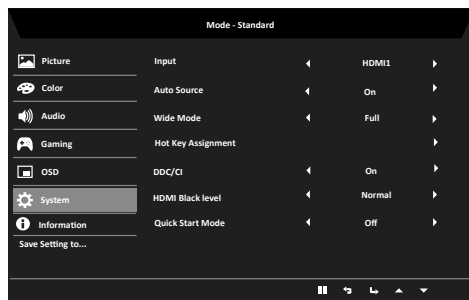 Mode - Standard
Picture Input HDMI1
Color Auto Source On
Audio Wide Mode Full
Gaming Hot Key Assignment
OSD DDC/CI On
System HDMI Black level Normal
Information Quick Start Mode Off
Save Setting to...